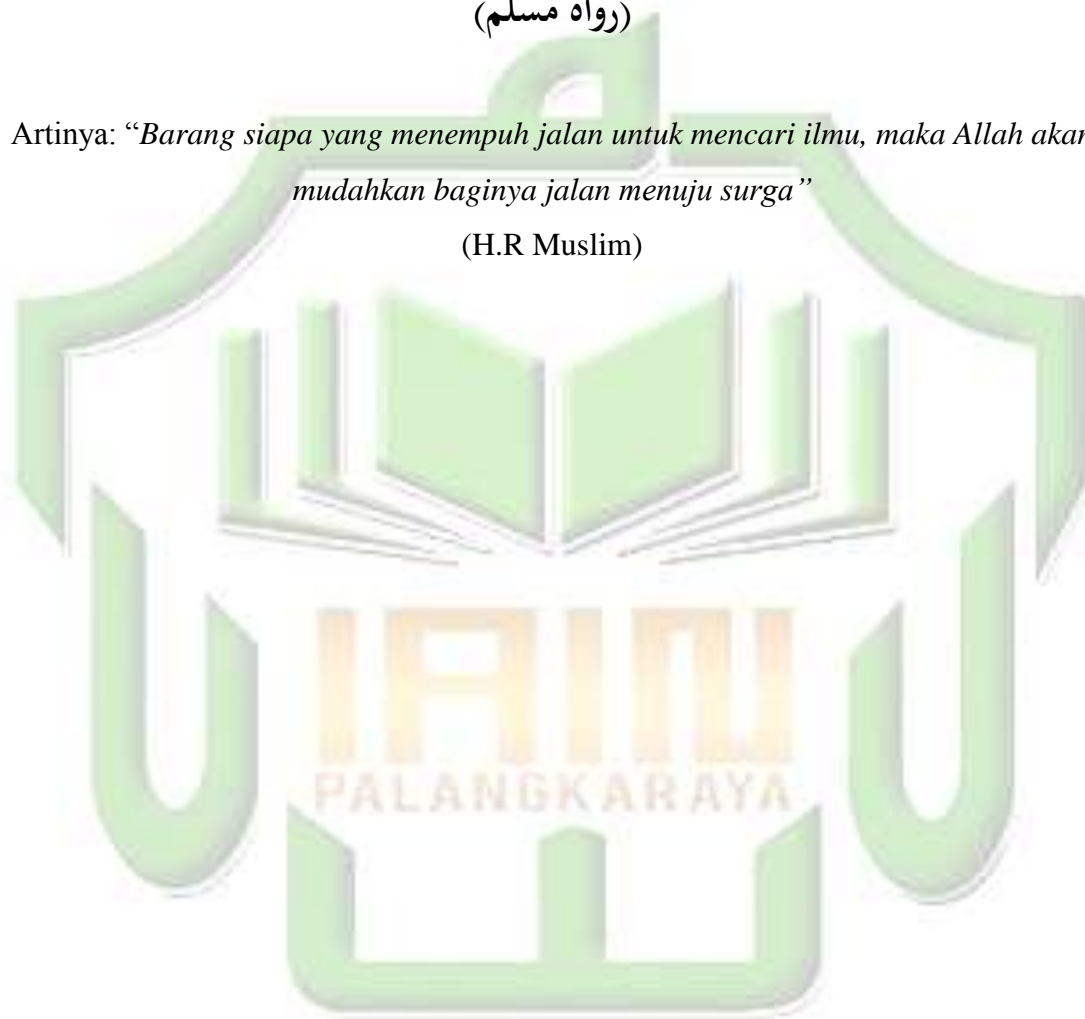 (رواه مسلم)
Artinya: “Barang siapa yang menempuh jalan untuk mencari ilmu, maka Allah akan
mudahkan baginya jalan menuju surga”
(H.R Muslim)
IAIN
PALANGKARAYA